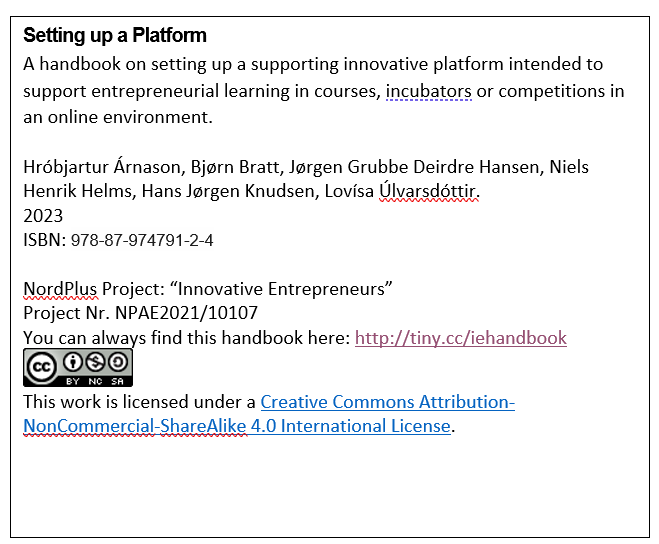 Setting up a Platform
A handbook on setting up a supporting innovative platform intended to
support entrepreneurial learning in courses, incubators or competitions in
an online environment.
Hróbjartur Árnason, Bjørn Bratt, Jørgen Grubbe Deirdre Hansen, Niels
Henrik Helms, Hans Jørgen Knudsen, Lovísa Úlvarsdóttir.
2023
ISBN: 978-87-974791-2-4
NordPlus Project: “Innovative Entrepreneurs”
Project Nr. NPAE2021/10107
You can always find this handbook here: http://tiny.cc/iehandbook
cc BY NC SA
This work is licensed under a Creative Commons Attribution-
NonCommercial-ShareAlike 4.0 International License.